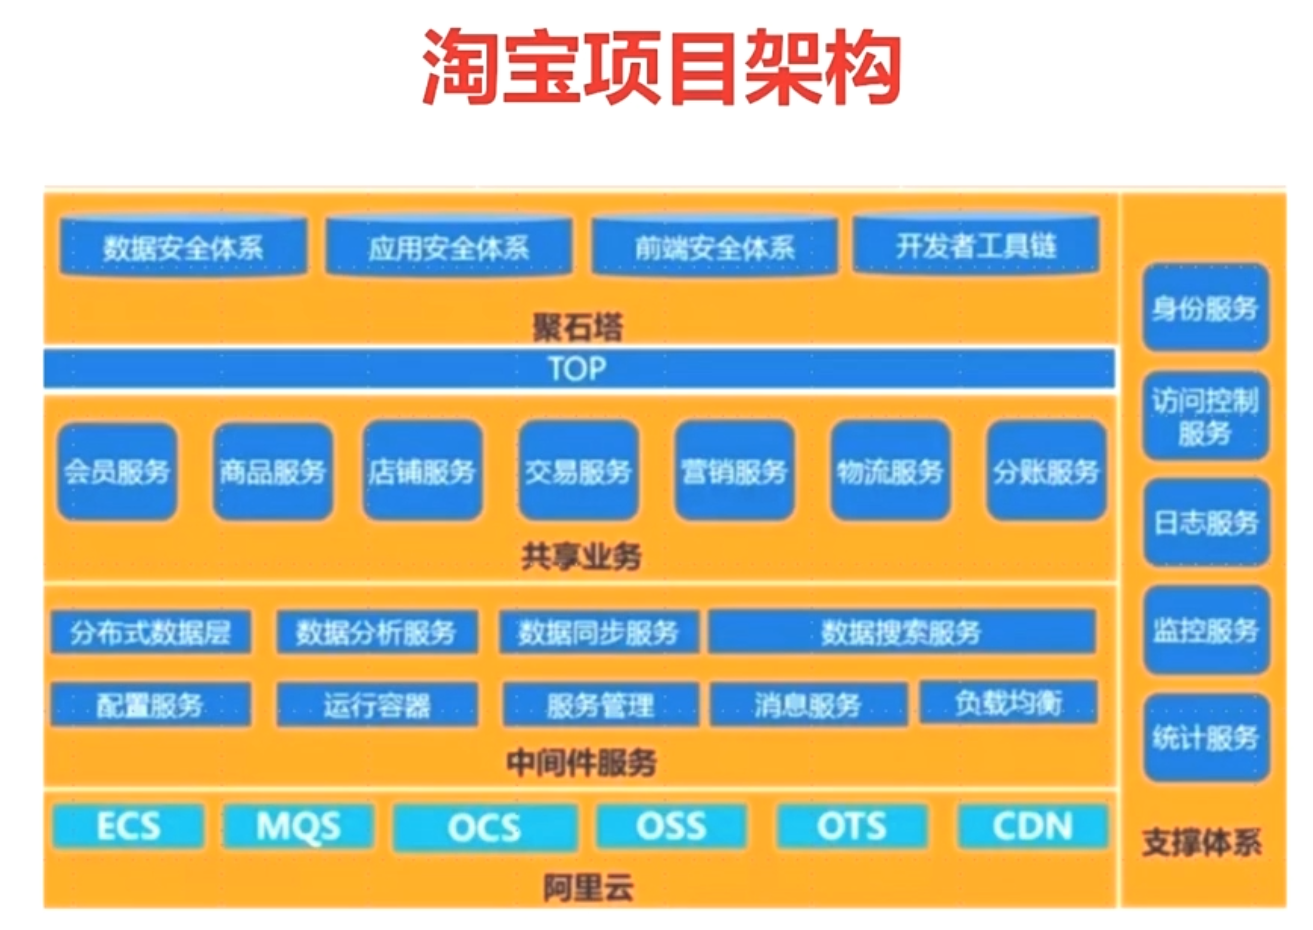 淘宝项目架构
数据安全体系
应用安全体系
前端安全体系
开发者工具链
聚石塔
TOP
会员服务
商品服务
店铺服务
交易服务
营销服务
物流服务
分账服务
共享业务
分布式数据层
数据分析服务
数据同步服务
数据搜索服务
配置服务
运行容器
服务管理
消息服务
负载均衡
中间件服务
ECS
MQS
OCS
OSS
OTS
CDN
阿里云
身份服务
访问控制
服务
日志服务
监控服务
统计服务
支撑体系